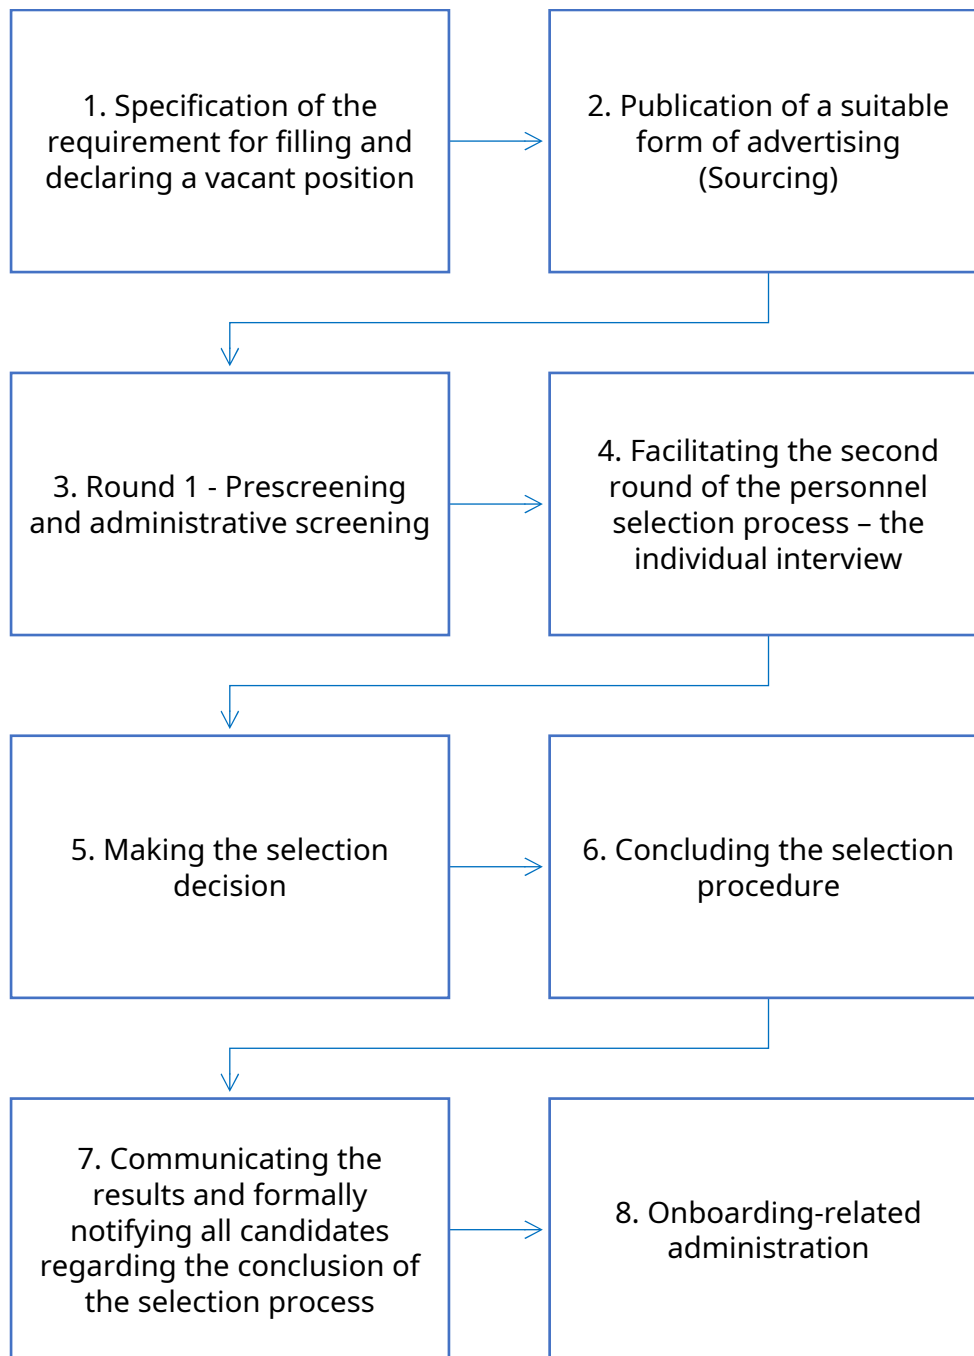 1. Specification of the
requirement for filling and
declaring a vacant position
2. Publication of a suitable
form of advertising
(Sourcing)
3. Round 1 - Prescreening
and administrative screening
4. Facilitating the second
round of the personnel
selection process – the
individual interview
5. Making the selection
decision
6. Concluding the selection
procedure
7. Communicating the
results and formally
notifying all candidates
regarding the conclusion of
the selection process
8. Onboarding-related
administration